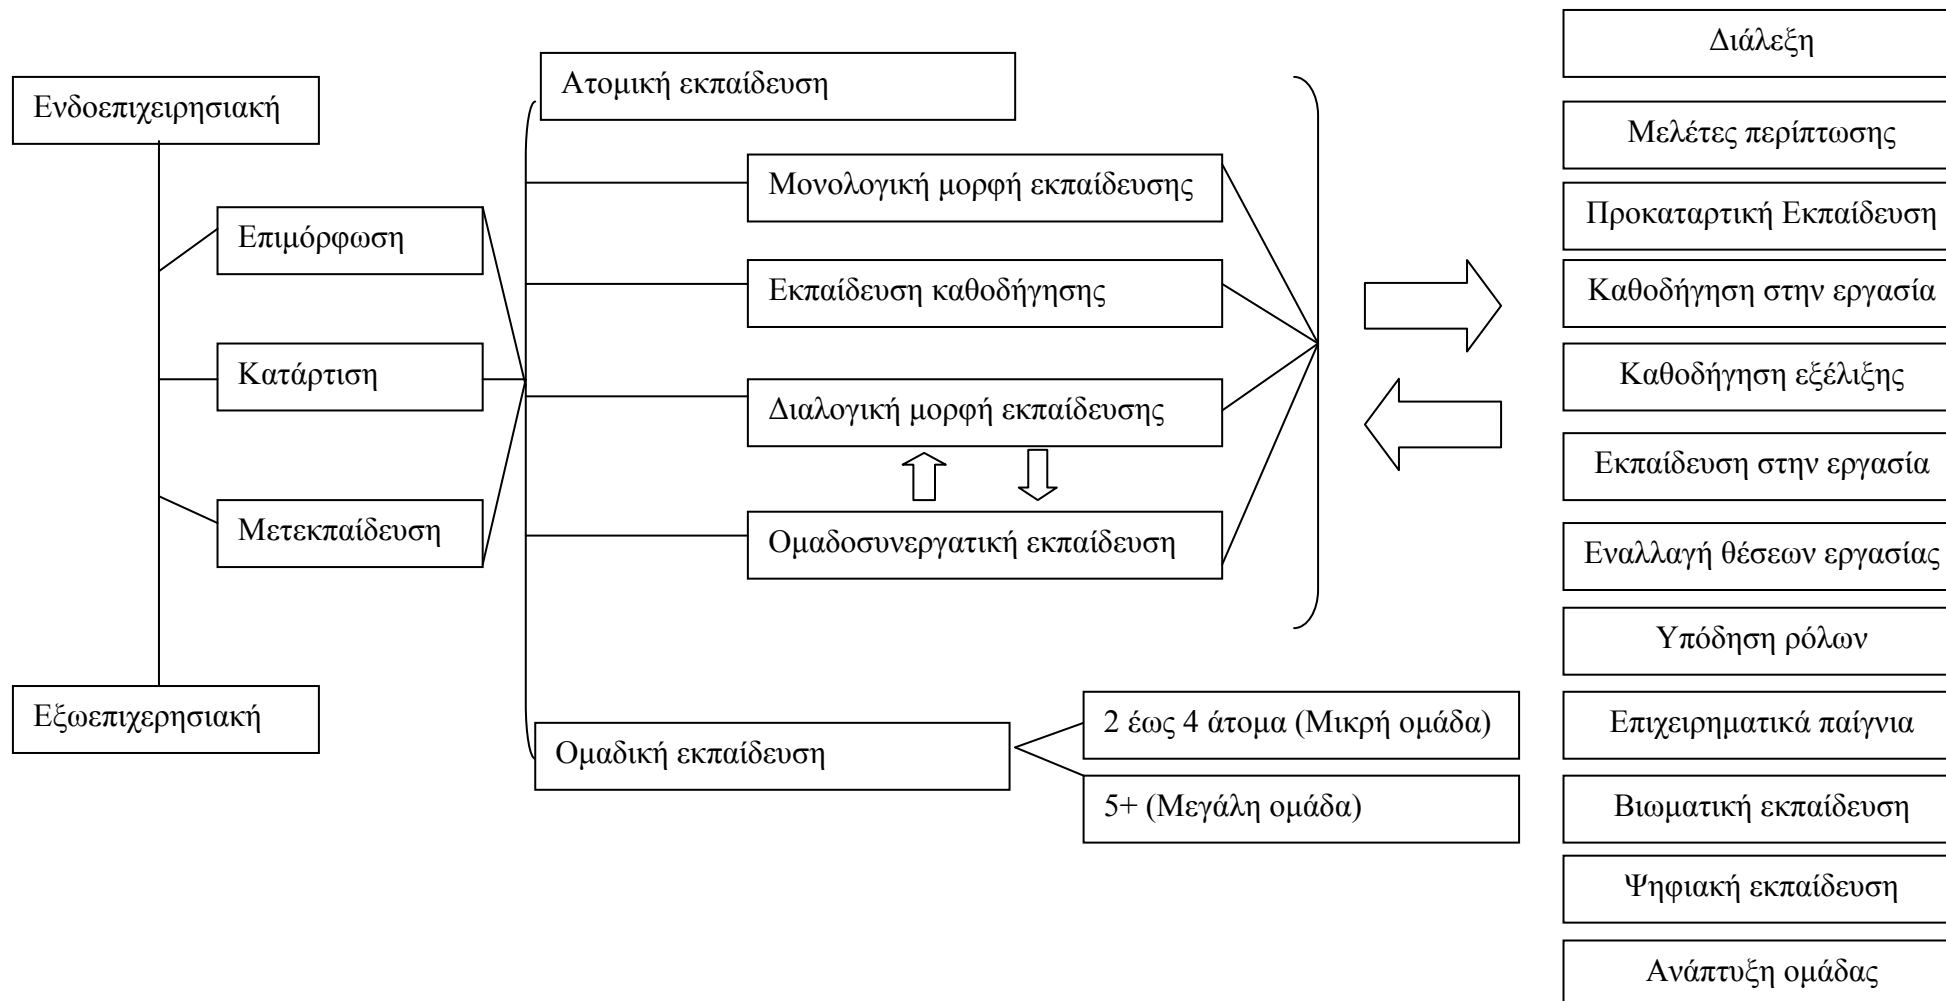 Ενδοεπιχειρησιακή
Επιμόρφωση
Κατάρτιση
Μετεκπαίδευση
Εξωεπιχερησιακή
Ατομική εκπαίδευση
Μονολογική μορφή εκπαίδευσης
Εκπαίδευση καθοδήγησης
Διαλογική μορφή εκπαίδευσης
Ομαδοσυνεργατική εκπαίδευση
Ομαδική εκπαίδευση
2 έως 4 άτομα (Μικρή ομάδα)
5+ (Μεγάλη ομάδα)
Διάλεξη
Μελέτες περίπτωσης
Προκαταρτική Εκπαίδευση
Καθοδήγηση στην εργασία
Καθοδήγηση εξέλιξης
Εκπαίδευση στην εργασία
Εναλλαγή θέσεων εργασίας
Υπόδηση ρόλων
Επιχειρηματικά παίγνια
Βιωματική εκπαίδευση
Ψηφιακή εκπαίδευση
Ανάπτυξη ομάδας